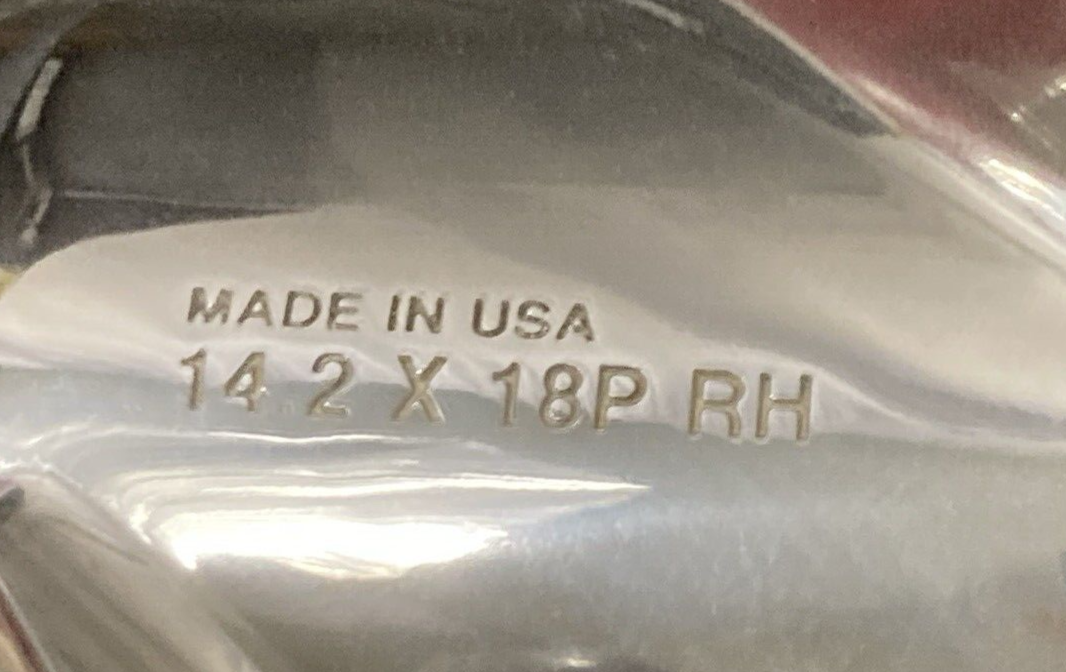 MADE IN USA
14.2 X 18P RH